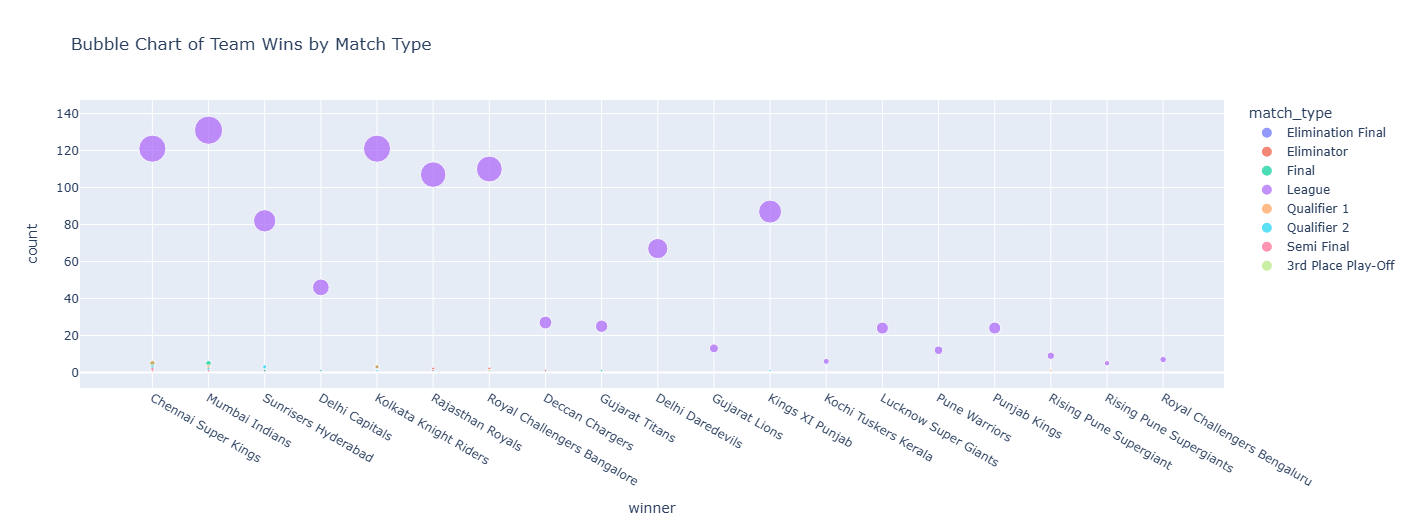 Bubble Chart of Team Wins by Match Type
match_type
Elimination Final
Eliminator
Final
League
Qualifier 1
Qualifier 2
Semi Final
3rd Place Play-Off
count
140
120
100
80
60
40
20
0
Chennai Super Kings
Mumbai Indians
Sunrisers Hyderabad
Delhi Capitals
Kolkata Knight Riders
Rajasthan Royals
Royal Challengers Bangalore
Deccan Chargers
Gujarat Titans
Delhi Daredevils
Gujarat Lions
Kings XI Punjab
Kochi Tuskers Kerala
Lucknow Super Giants
Pune Warriors
Punjab Kings
Rising Pune Supergiant
Rising Pune Supergiants
Royal Challengers Bengaluru
winner